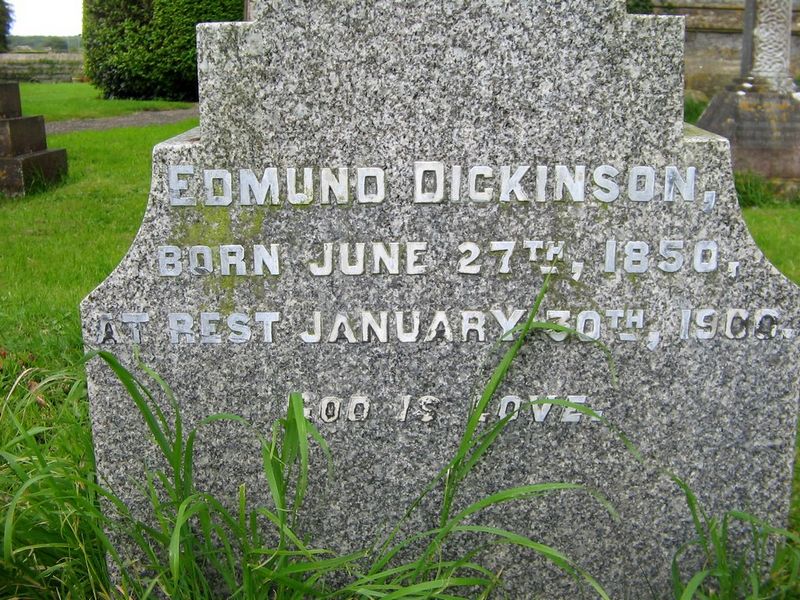 EDMUND DICKINSON,
BORN JUNE 27TH, 1850,
AT REST JANUARY 30TH, 1900.
GOD IS LOVE.